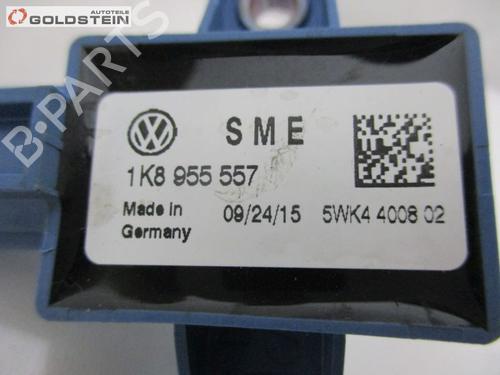 AUTOTEILE
GOLDSTEIN
B-PARTS
SME
1K8 955 557
Made in
Germany
09/24/15
5WK4 4008 02